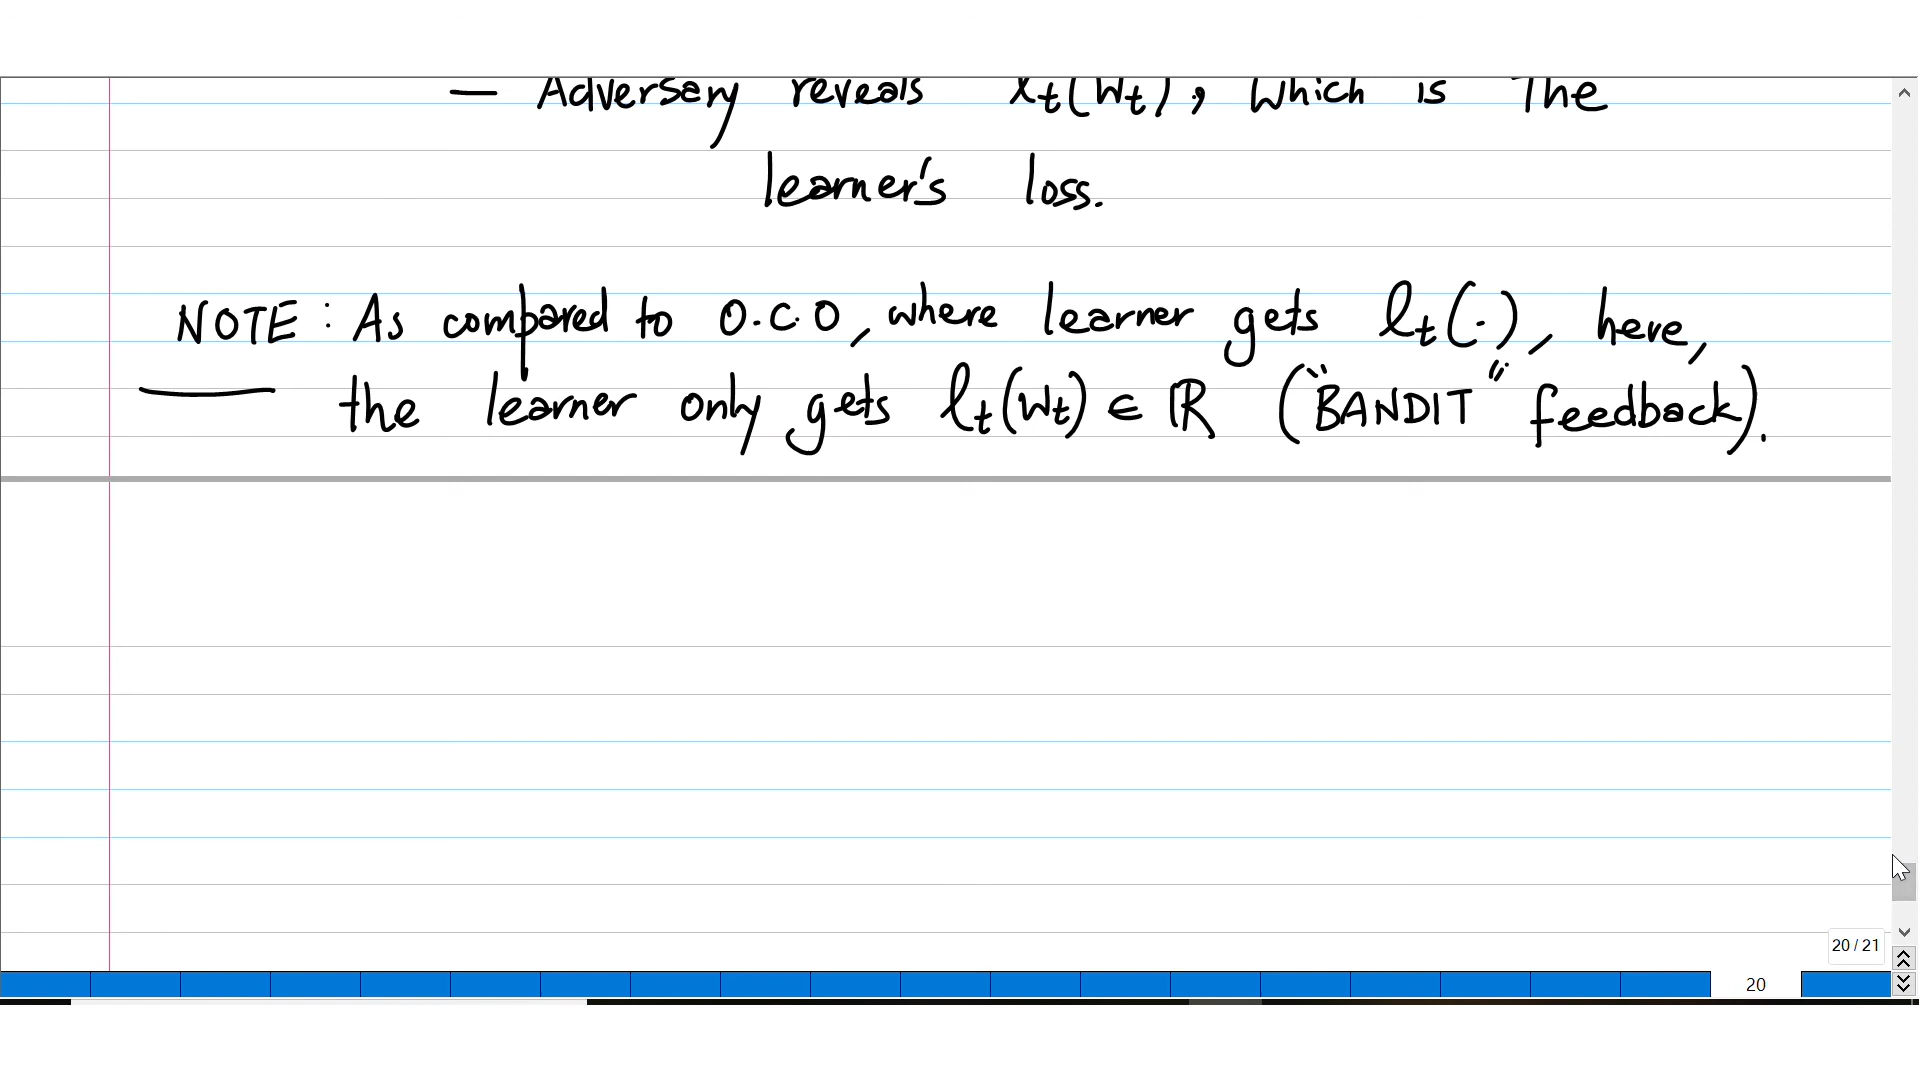 — Adversary reveals lt(Wt), Which is The
learner's loss.
NOTE : As compared to O.C.O, where learner gets lt(·), here,
the learner only gets lt(Wt) ∈ ℝ ("BANDIT" feedback).
20 / 21
20